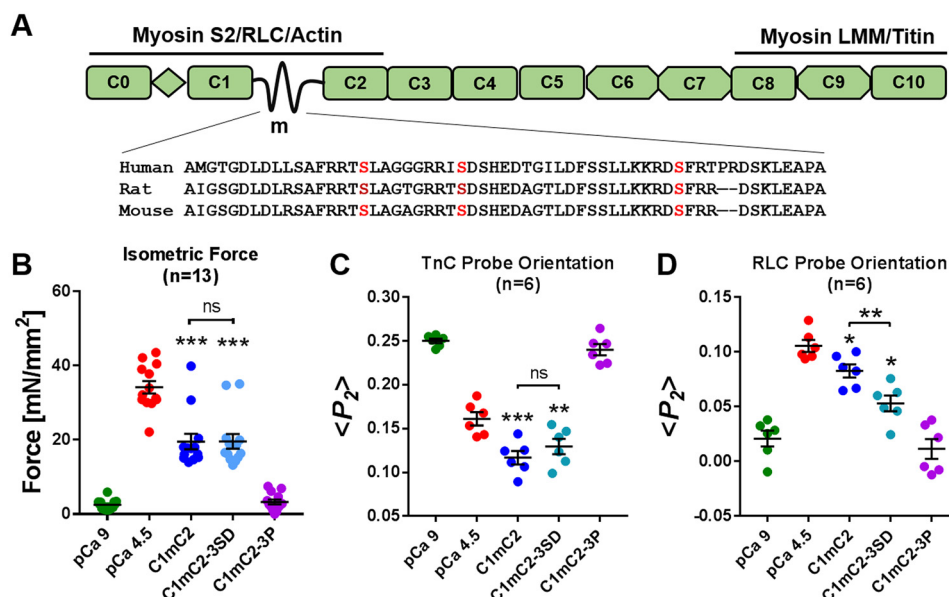 A
Myosin S2/RLC/Actin
Myosin LMM/Titin
C0 C1 C2 C3 C4 C5 C6 C7 C8 C9 C10
m
Human AMGTGDLDLLSAFRRTSLAGGGRRISDSHEDTGILDFSSLLKKRDSFRTPRDSKLEAPA
Rat AIGSGDLDLRSAFRRTSLAGTGRRTSDSHEDAGTLDFSSLLKKRDSFRR––DSKLEAPA
Mouse AIGSGDLDLRSAFRRTSLAGAGRRTSDSHEDAGTLDFSSLLKKRDSFRR––DSKLEAPA
B
Isometric Force
(n=13)
Force [mN/mm²]
60
40
20
0
ns
*** ***
pCa 9
pCa 4.5
C1mC2
C1mC2-3SD
C1mC2-3P
C
TnC Probe Orientation
(n=6)
<P₂>
0.30
0.25
0.20
0.15
0.10
0.05
ns
*** **
pCa 9
pCa 4.5
C1mC2
C1mC2-3SD
C1mC2-3P
D
RLC Probe Orientation
(n=6)
<P₂>
0.15
0.10
0.05
0.00
-0.05
**
* *
pCa 9
pCa 4.5
C1mC2
C1mC2-3SD
C1mC2-3P